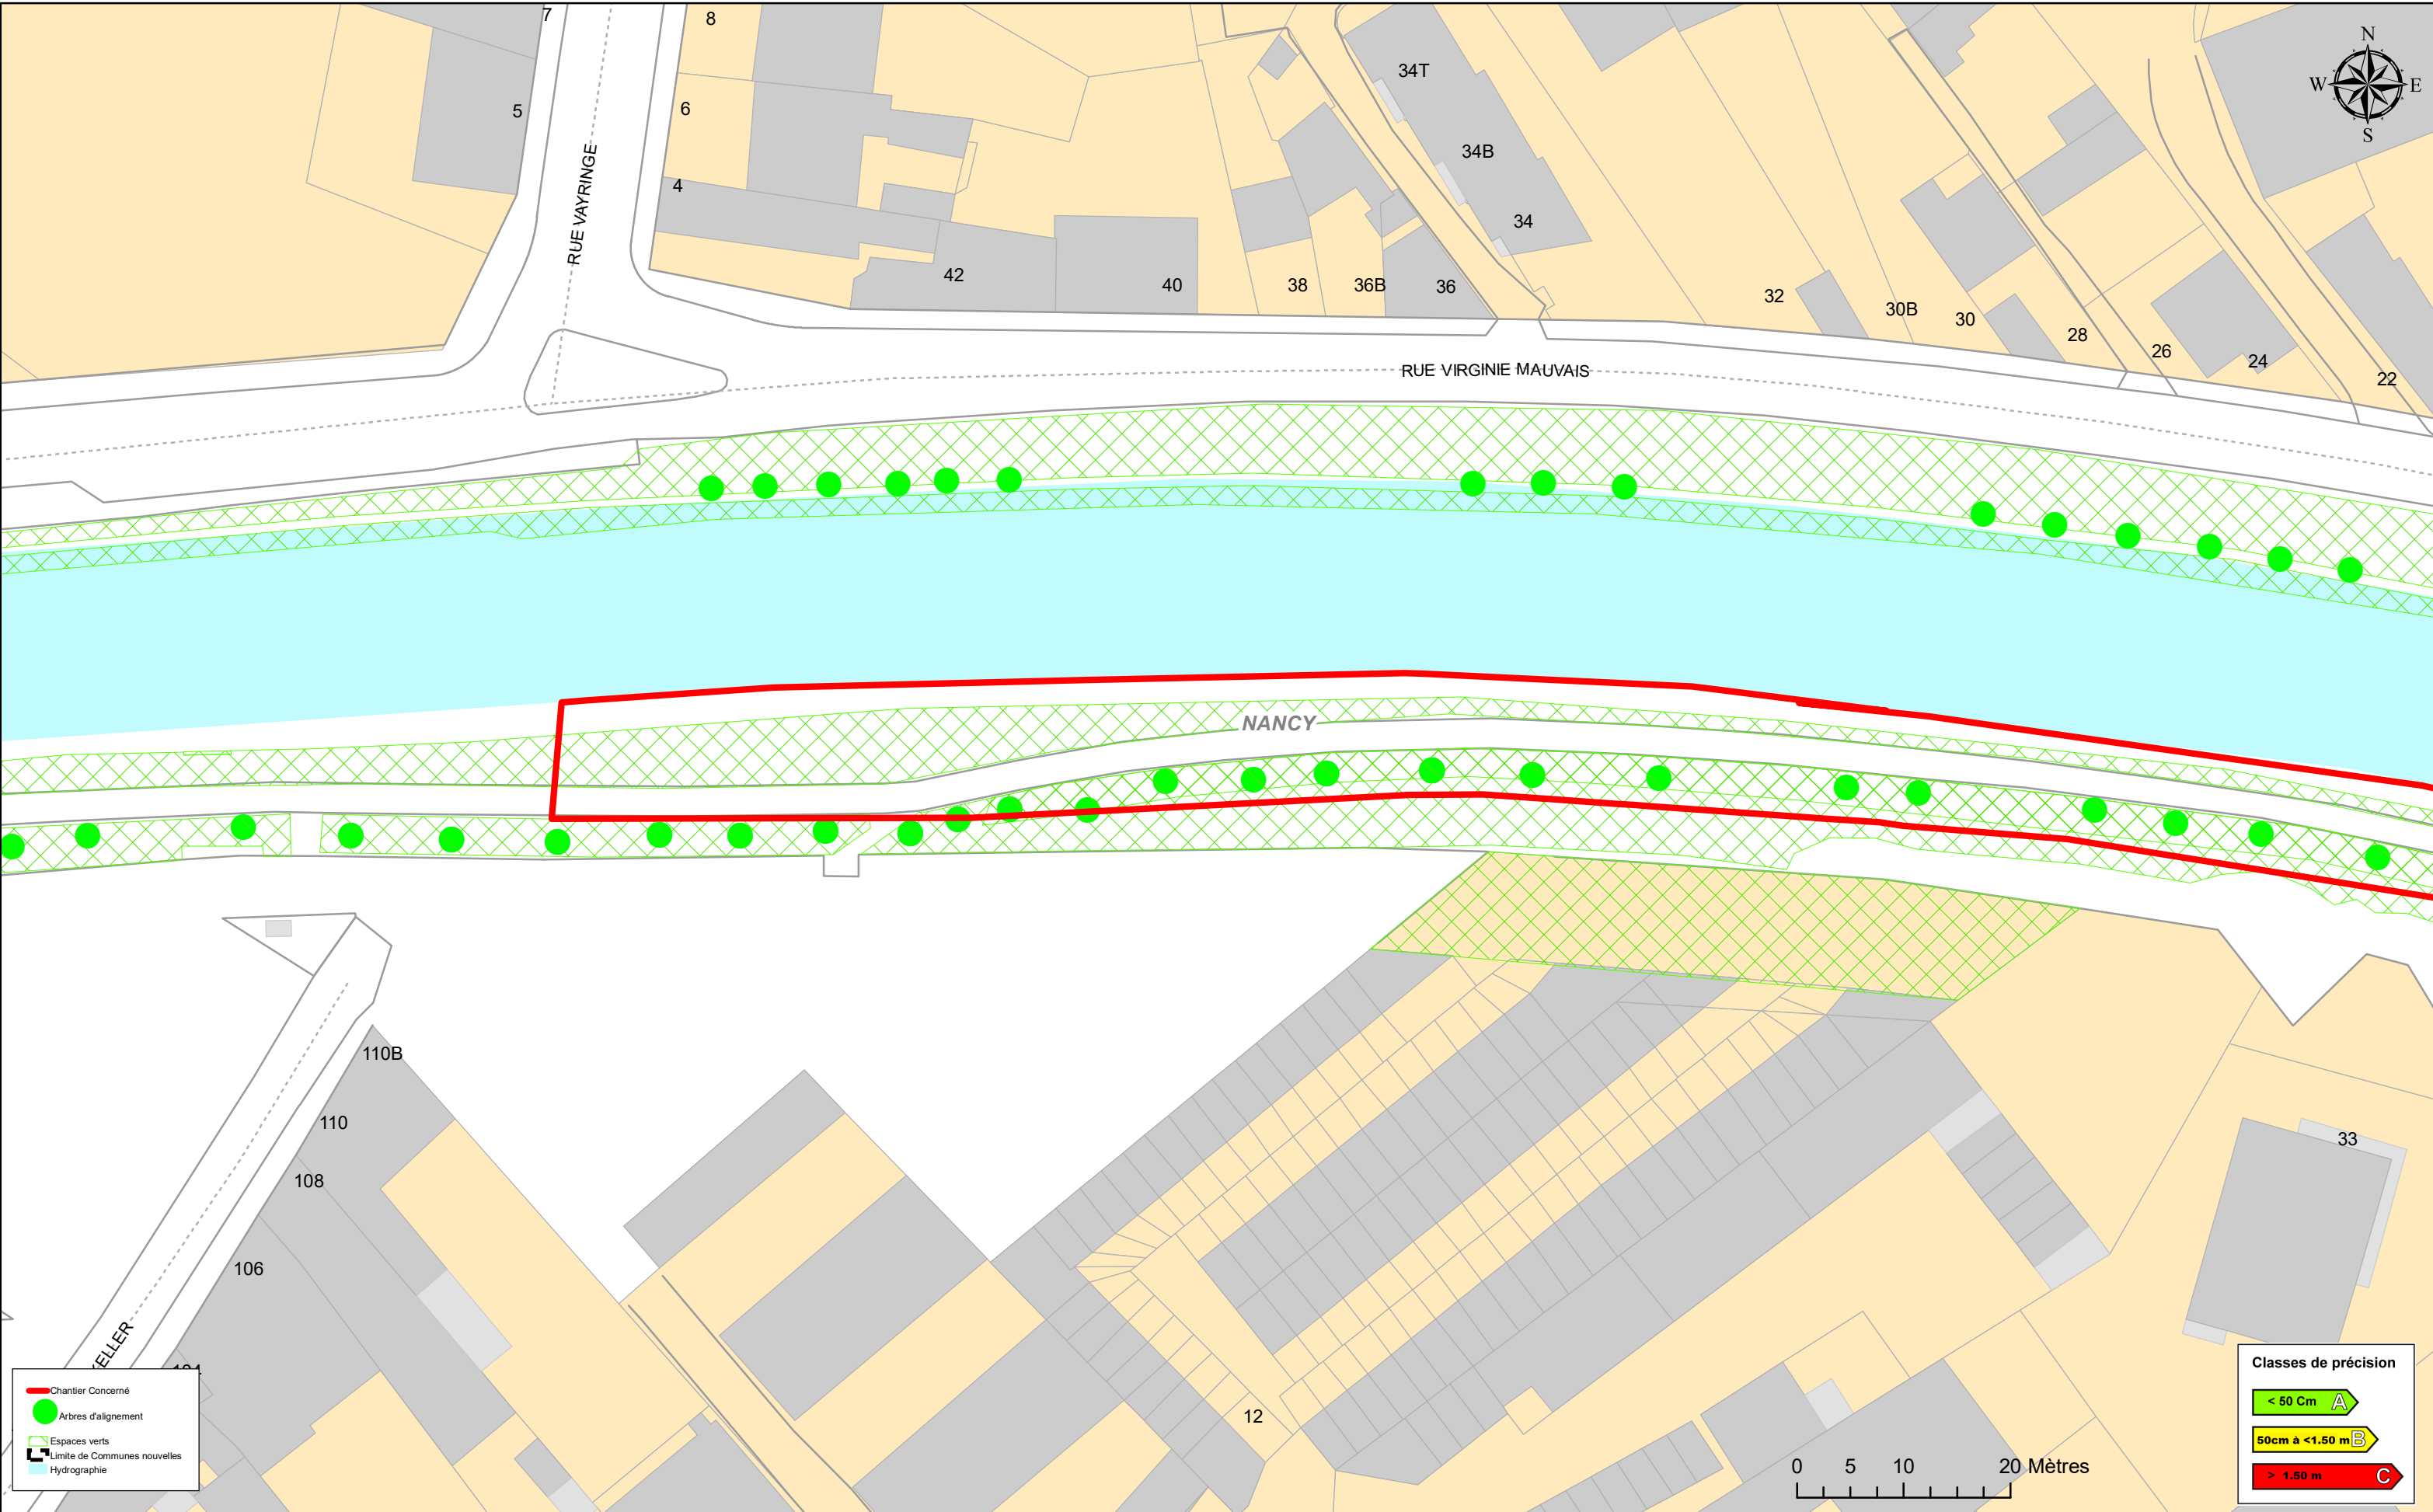 7
8
N
W
E
S
34T
5
6
34B
RUE VAYRINGE
4
34
42
40
38
36B
36
32
30B
30
28
26
24
22
RUE VIRGINIE MAUVAIS
NANCY
110B
110
108
33
106
KELLER
12
Chantier Concerné
Arbres d'alignement
Espaces verts
Limite de Communes nouvelles
Hydrographie
0 5 10 20 Mètres
Classes de précision
< 50 Cm A
50cm à <1.50 m B
> 1.50 m C